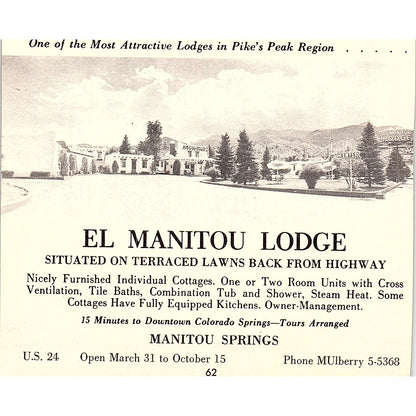 One of the Most Attractive Lodges in Pike's Peak Region . . . . .
EL MANITOU LODGE
SITUATED ON TERRACED LAWNS BACK FROM HIGHWAY
Nicely Furnished Individual Cottages. One or Two Room Units with Cross
Ventilation, Tile Baths, Combination Tub and Shower, Steam Heat. Some
Cottages Have Fully Equipped Kitchens. Owner-Management.
15 Minutes to Downtown Colorado Springs—Tours Arranged
MANITOU SPRINGS
U.S. 24 Open March 31 to October 15 Phone MUlberry 5-5368
62